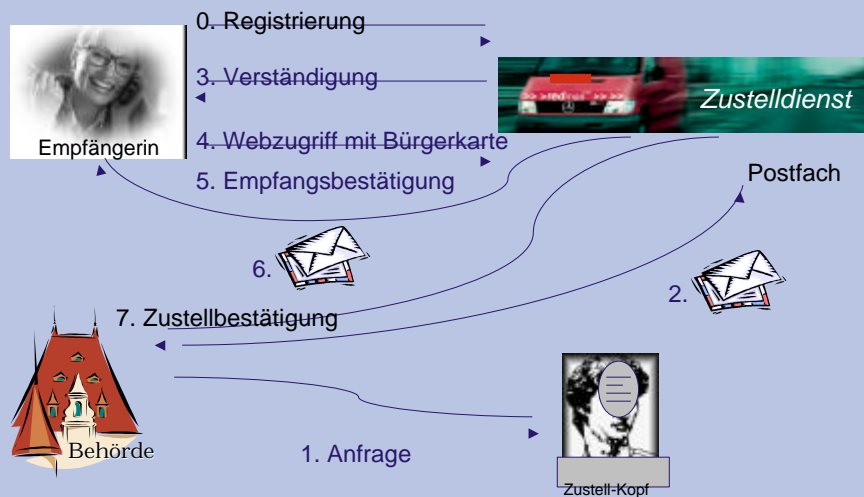 0. Registrierung
3. Verständigung
>> >>red >> >>
Zustelldienst
Empfängerin
4. Webzugriff mit Bürgerkarte
5. Empfangsbestätigung
Postfach
6.
2.
7. Zustellbestätigung
Behörde
1. Anfrage
Zustell-Kopf